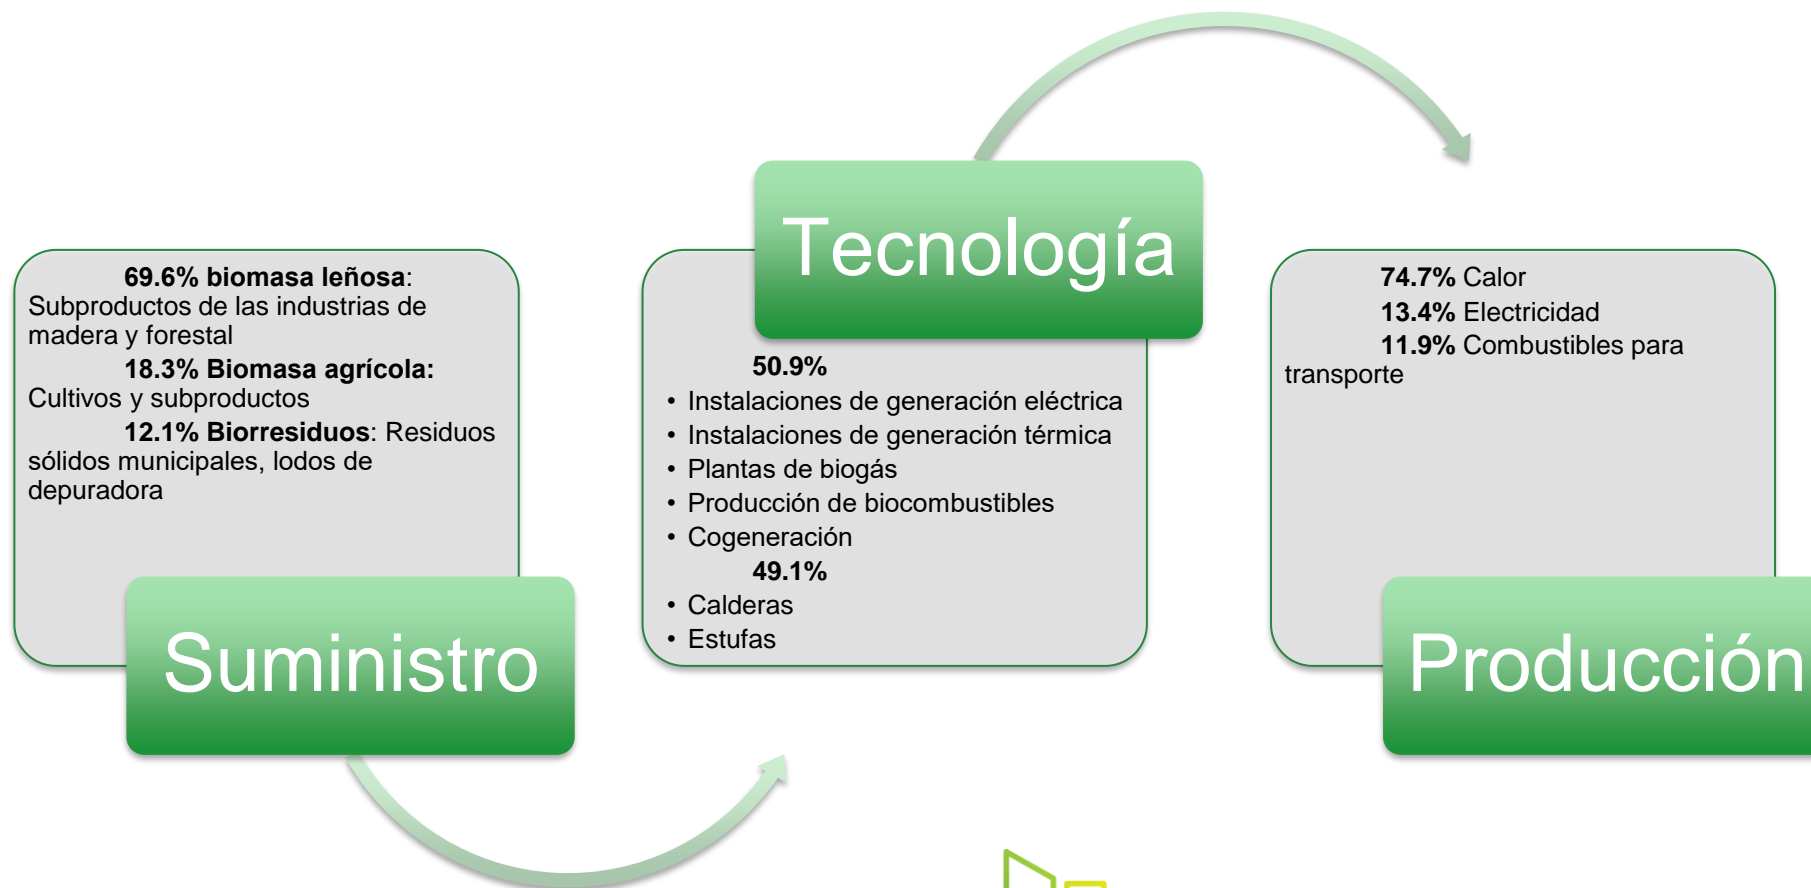 69.6% biomasa leñosa:
Subproductos de las industrias de
madera y forestal
18.3% Biomasa agrícola:
Cultivos y subproductos
12.1% Biorresiduos: Residuos
sólidos municipales, lodos de
depuradora
Suministro
Tecnología
50.9%
• Instalaciones de generación eléctrica
• Instalaciones de generación térmica
• Plantas de biogás
• Producción de biocombustibles
• Cogeneración
49.1%
• Calderas
• Estufas
74.7% Calor
13.4% Electricidad
11.9% Combustibles para
transporte
Producción